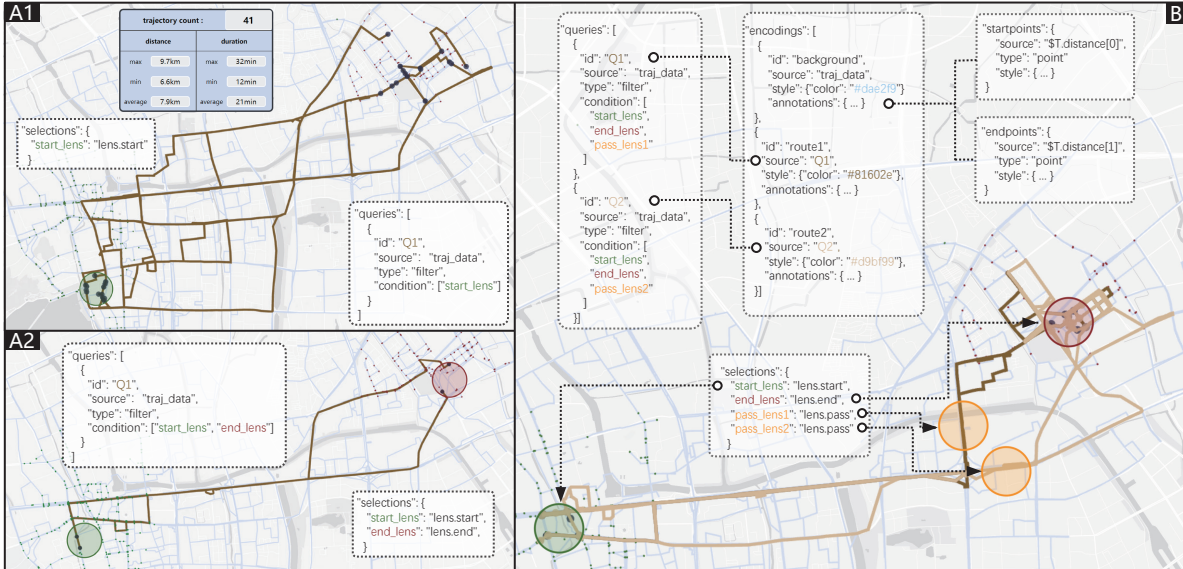 A1
trajectory count : 41
distance duration
max 9.7km max 32min
min 6.6km min 12min
average 7.9km average 21min
"selections": {
"start_lens": "lens.start"
}
"queries": [
{
"id": "Q1",
"source": "traj_data",
"type": "filter",
"condition": ["start_lens"]
}
]
A2
"queries": [
{
"id": "Q1",
"source": "traj_data",
"type": "filter",
"condition": ["start_lens", "end_lens"]
}
]
"selections": {
"start_lens": "lens.start",
"end_lens": "lens.end",
}
B
"queries": [
{
"id": "Q1",
"source": "traj_data",
"type": "filter",
"condition": [
"start_lens",
"end_lens",
"pass_lens1"
]
},
{
"id": "Q2",
"source": "traj_data",
"type": "filter",
"condition": [
"start_lens",
"end_lens",
"pass_lens2"
]
}]
"encodings": [
{
"id": "background",
"source": "traj_data",
"style": {"color": "#dae2f9"}
"annotations": { ... }
},
{
"id": "route1",
"source": "Q1",
"style": {"color": "#81602e"},
"annotations": { ... }
},
{
"id": "route2",
"source": "Q2",
"style": {"color": "#d9bf99"},
"annotations": { ... }
}]
"startpoints": {
"source": "$T.distance[0]",
"type": "point"
"style": { ... }
}
"endpoints": {
"source": "$T.distance[1]",
"type": "point"
"style": { ... }
}
"selections": {
"start_lens": "lens.start",
"end_lens": "lens.end",
"pass_lens1": "lens.pass",
"pass_lens2": "lens.pass"
}